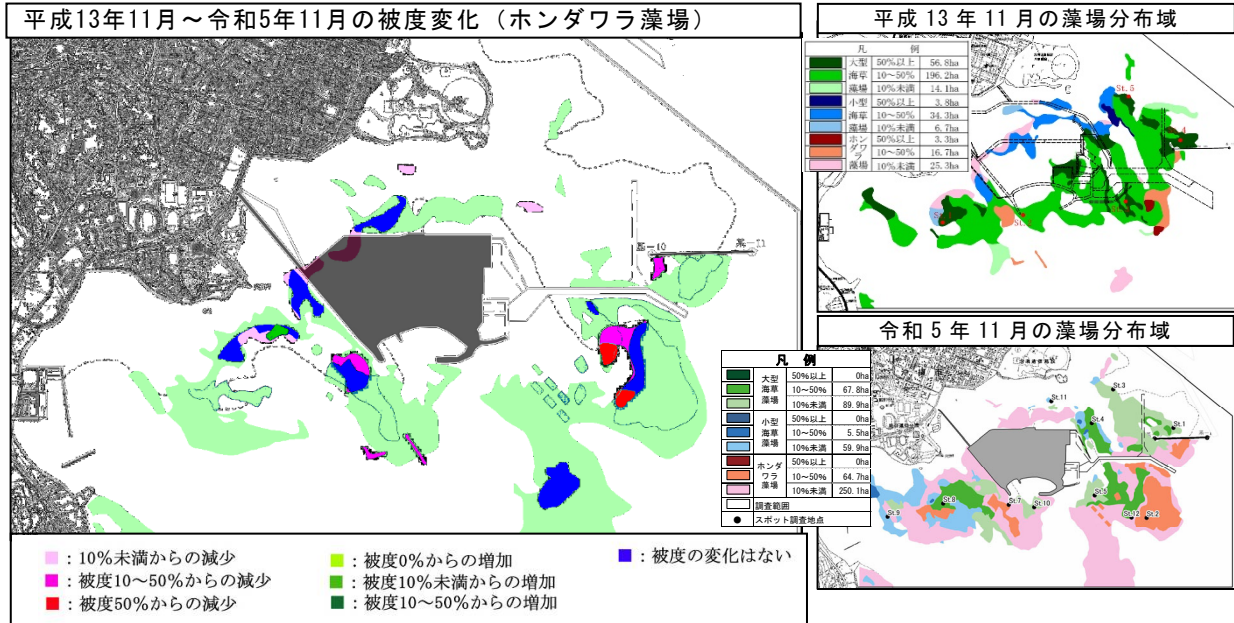 平成13年11月～令和5年11月の被度変化（ホンダワラ藻場）
黒-10
黒-11
：10%未満からの減少
：被度10～50%からの減少
：被度50%からの減少
：被度0%からの増加
：被度10%未満からの増加
：被度10～50%からの増加
：被度の変化はない
平成 13 年 11 月の藻場分布域
凡 例
大型海草藻場
50%以上 56.8ha
10～50% 196.2ha
10%未満 14.1ha
小型海草藻場
50%以上 3.8ha
10～50% 34.3ha
10%未満 6.7ha
ホンダワラ藻場
50%以上 3.3ha
10～50% 16.7ha
10%未満 25.3ha
St.5
令和 5 年 11 月の藻場分布域
凡 例
大型海草藻場
50%以上 0ha
10～50% 67.8ha
10%未満 89.9ha
小型海草藻場
50%以上 0ha
10～50% 5.5ha
10%未満 59.9ha
ホンダワラ藻場
50%以上 0ha
10～50% 64.7ha
10%未満 250.1ha
調査範囲
スポット調査地点
St.3
St.11
St.4
St.1
St.5
St.8
St.9
St.7
St.10
St.12
St.2